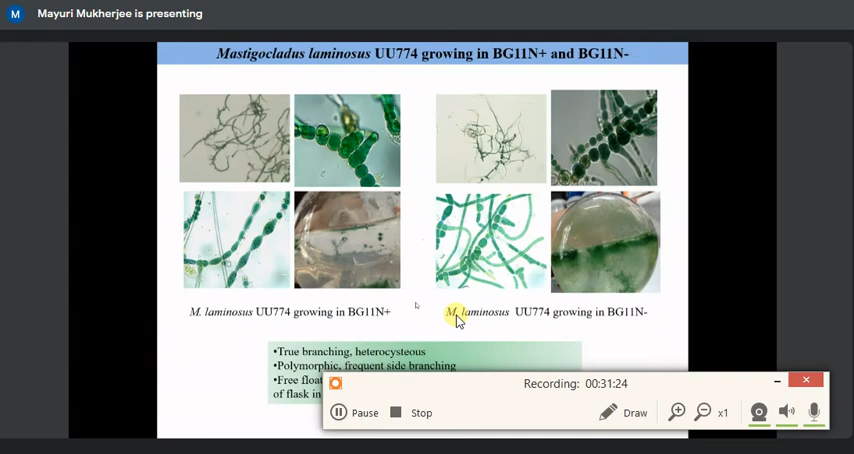 M Mayuri Mukherjee is presenting
Mastigocladus laminosus UU774 growing in BG11N+ and BG11N-
M. laminosus UU774 growing in BG11N+
M. laminosus UU774 growing in BG11N-
•True branching, heterocysteous
•Polymorphic, frequent side branching
•Free float
of flask in
Recording: 00:31:24
Pause Stop Draw x1